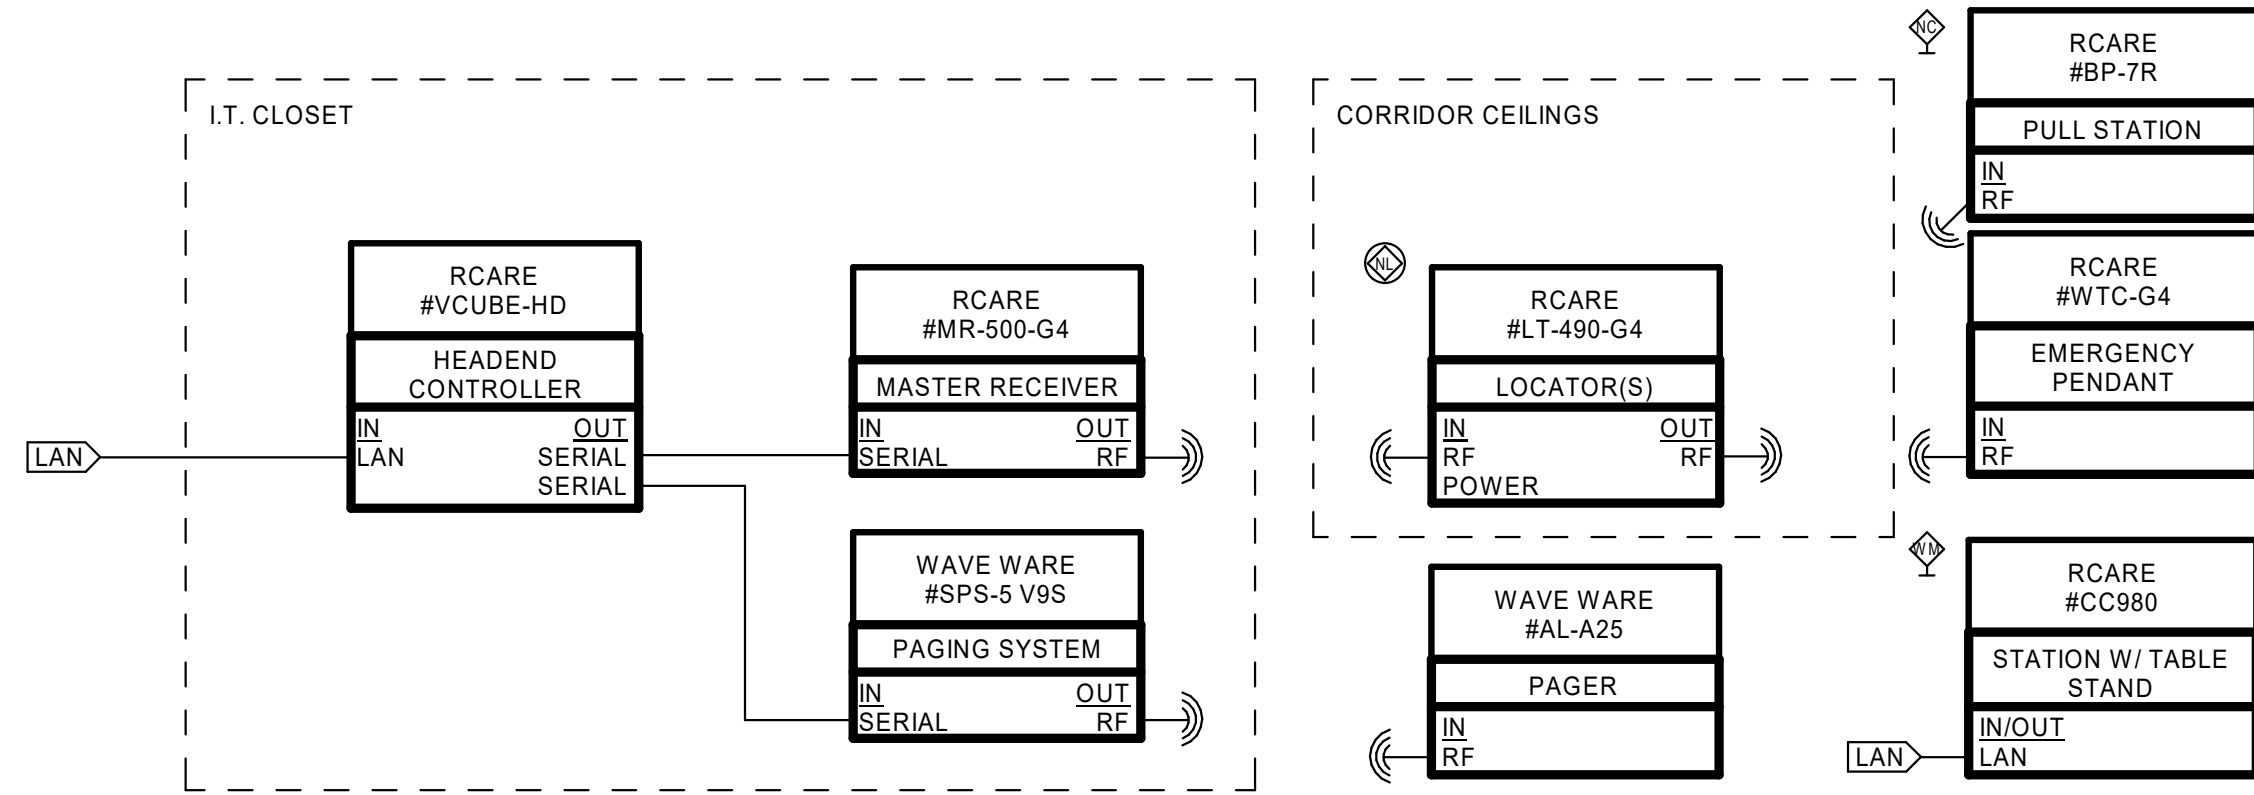 I.T. CLOSET
LAN
RCARE
#VCUBE-HD
HEADEND
CONTROLLER
IN OUT
LAN SERIAL
SERIAL
RCARE
#MR-500-G4
MASTER RECEIVER
IN OUT
SERIAL RF
WAVE WARE
#SPS-5 V9S
PAGING SYSTEM
IN OUT
SERIAL RF
CORRIDOR CEILINGS
NL
RCARE
#LT-490-G4
LOCATOR(S)
IN OUT
RF RF
POWER
WAVE WARE
#AL-A25
PAGER
IN
RF
NC
RCARE
#BP-7R
PULL STATION
IN
RF
RCARE
#WTC-G4
EMERGENCY
PENDANT
IN
RF
WM
RCARE
#CC980
STATION W/ TABLE
STAND
IN/OUT
LAN
LAN